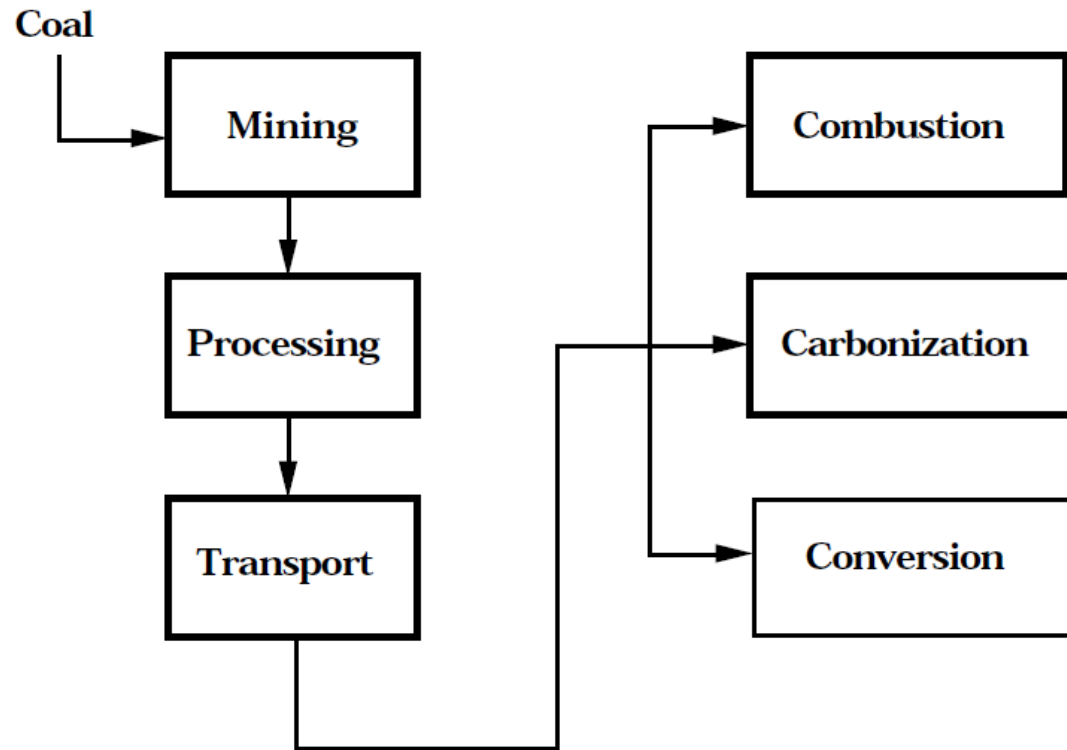 Coal
Mining
Processing
Transport
Combustion
Carbonization
Conversion